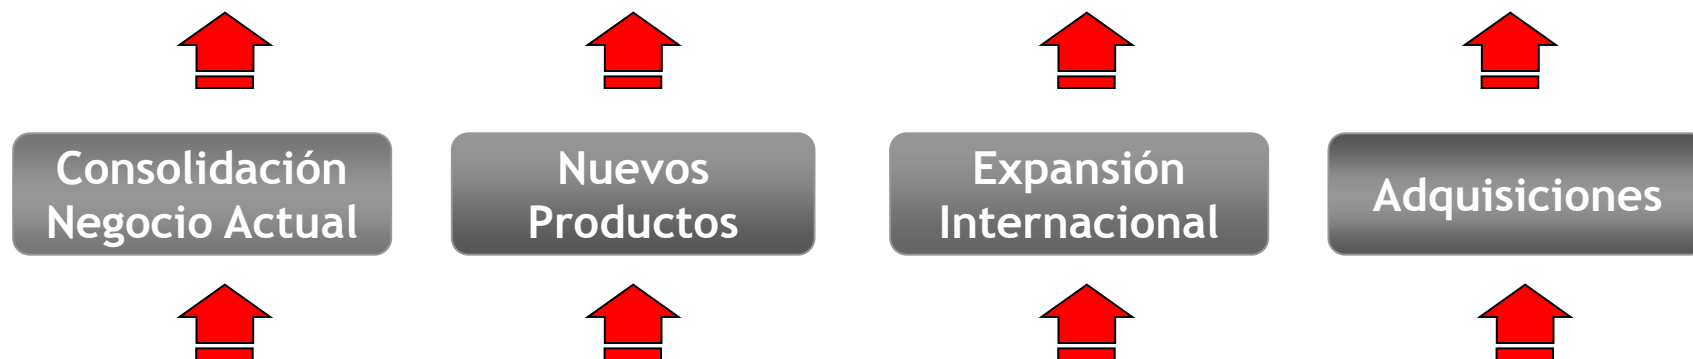 Consolidación
Negocio Actual
Nuevos
Productos
Expansión
Internacional
Adquisiciones